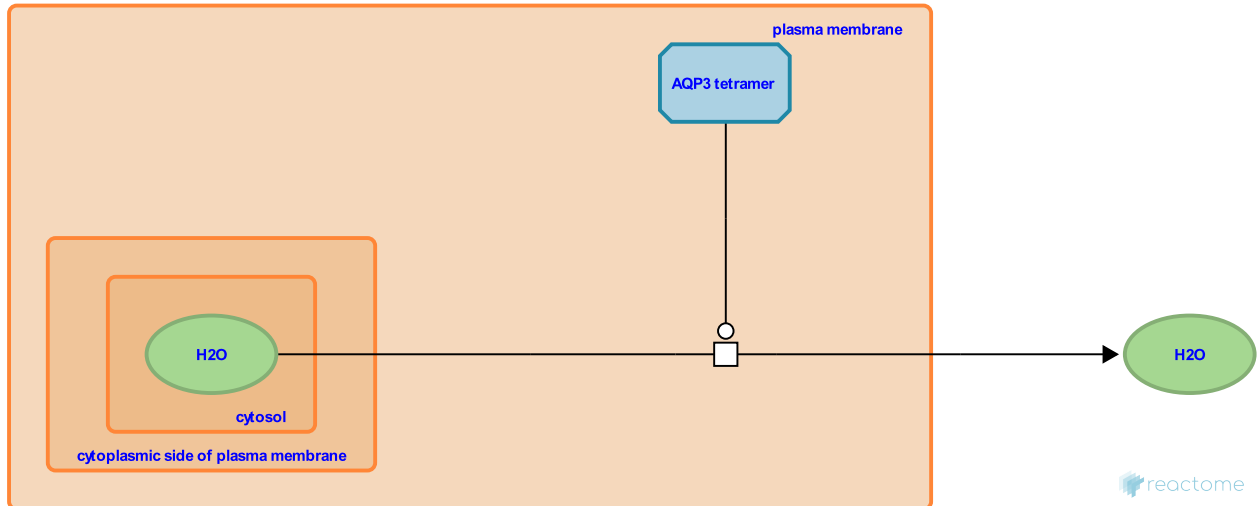 plasma membrane
AQP3 tetramer
H2O
H2O
cytosol
cytoplasmic side of plasma membrane
reactome